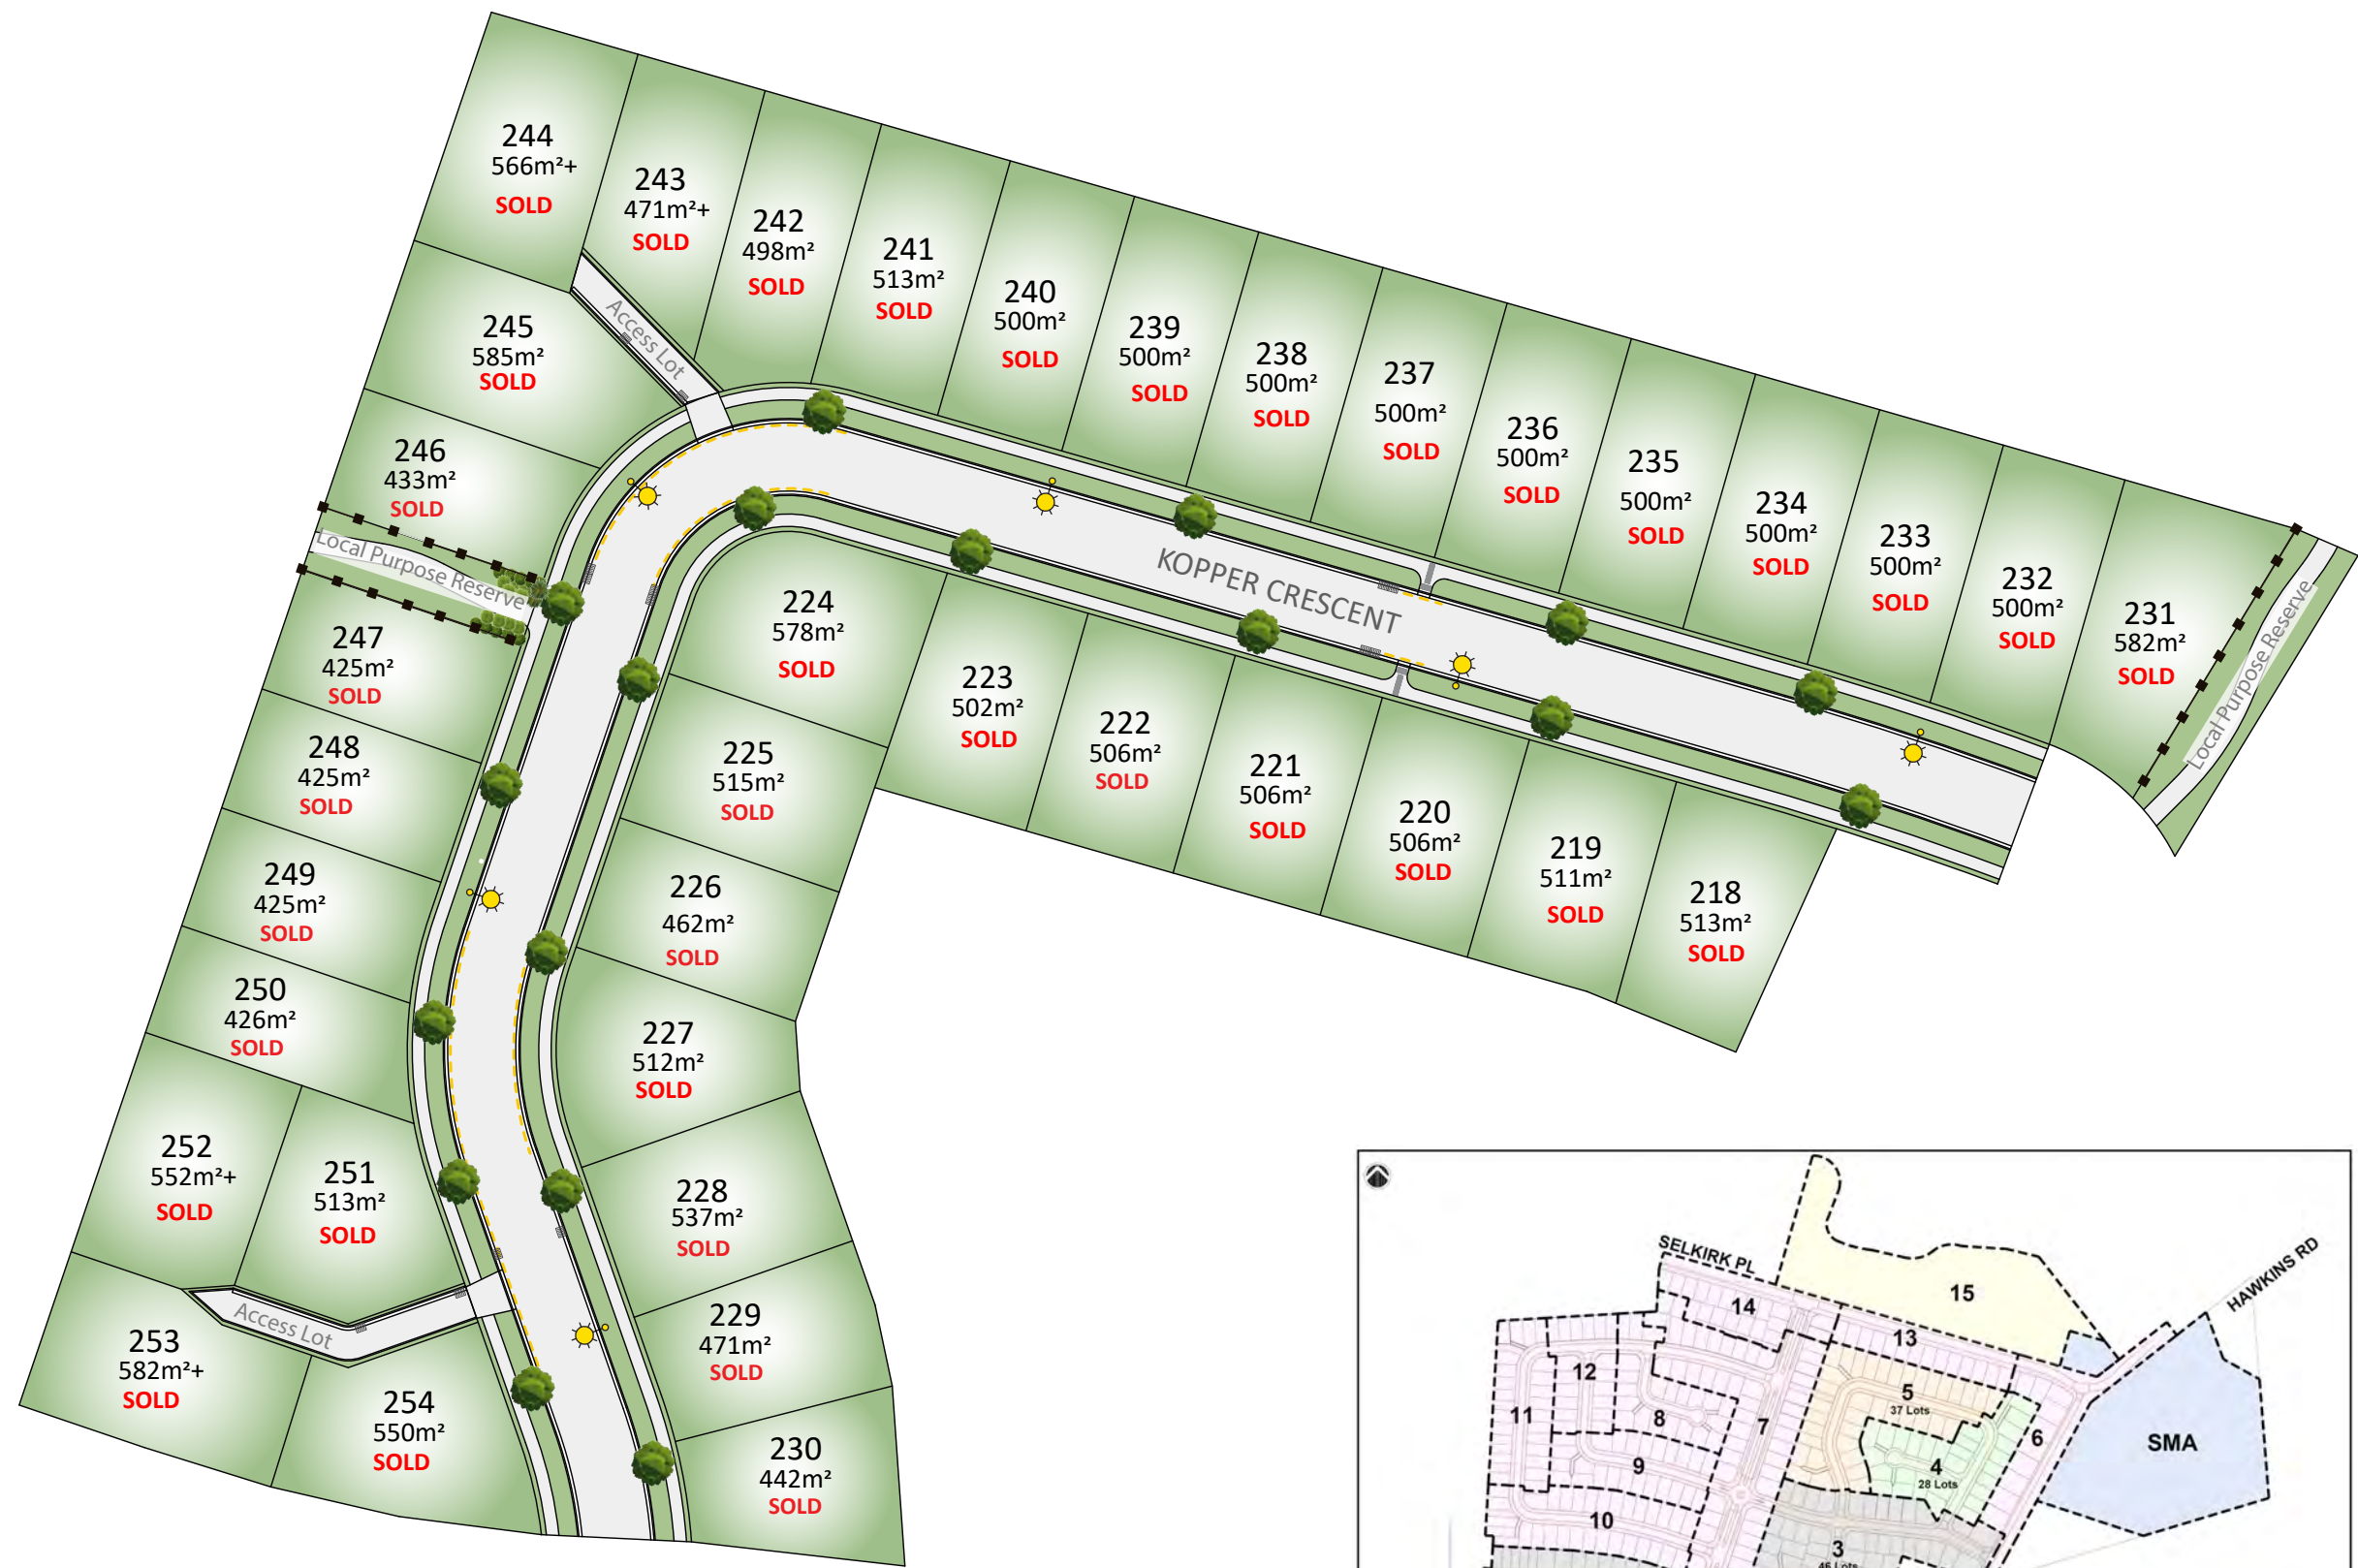 244
566m²+
SOLD
243
471m²+
SOLD
242
498m²
SOLD
241
513m²
SOLD
240
500m²
SOLD
239
500m²
SOLD
238
500m²
SOLD
237
500m²
SOLD
236
500m²
SOLD
235
500m²
SOLD
234
500m²
SOLD
233
500m²
SOLD
232
500m²
SOLD
231
582m²
SOLD
Local Purpose Reserve
Access Lot
245
585m²
SOLD
246
433m²
SOLD
Local Purpose Reserve
KOPPER CRESCENT
247
425m²
SOLD
248
425m²
SOLD
249
425m²
SOLD
250
426m²
SOLD
252
552m²+
SOLD
251
513m²
SOLD
Access Lot
253
582m²+
SOLD
254
550m²
SOLD
224
578m²
SOLD
223
502m²
SOLD
222
506m²
SOLD
221
506m²
SOLD
220
506m²
SOLD
219
511m²
SOLD
218
513m²
SOLD
225
515m²
SOLD
226
462m²
SOLD
227
512m²
SOLD
228
537m²
SOLD
229
471m²
SOLD
230
442m²
SOLD
SELKIRK PL
HAWKINS RD
15
14
13
12
5
37 Lots
11
8
7
6
SMA
9
4
28 Lots
10
3
46 Lots